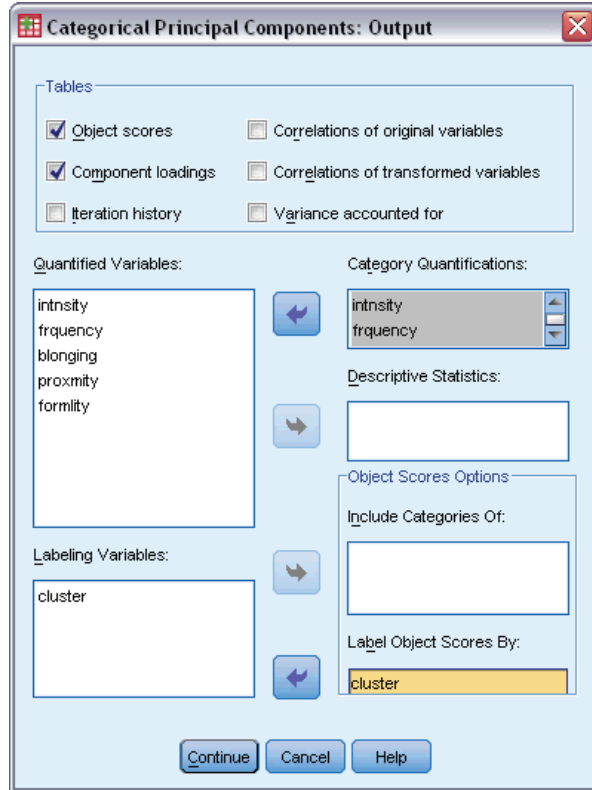 Categorical Principal Components: Output
Tables
Object scores
Correlations of original variables
Component loadings
Correlations of transformed variables
Iteration history
Variance accounted for
Quantified Variables:
intnsity
frquency
blonging
proxmity
formlity
Category Quantifications:
intnsity
frquency
Descriptive Statistics:
Object Scores Options
Include Categories Of:
Labeling Variables:
cluster
Label Object Scores By:
cluster
Continue
Cancel
Help